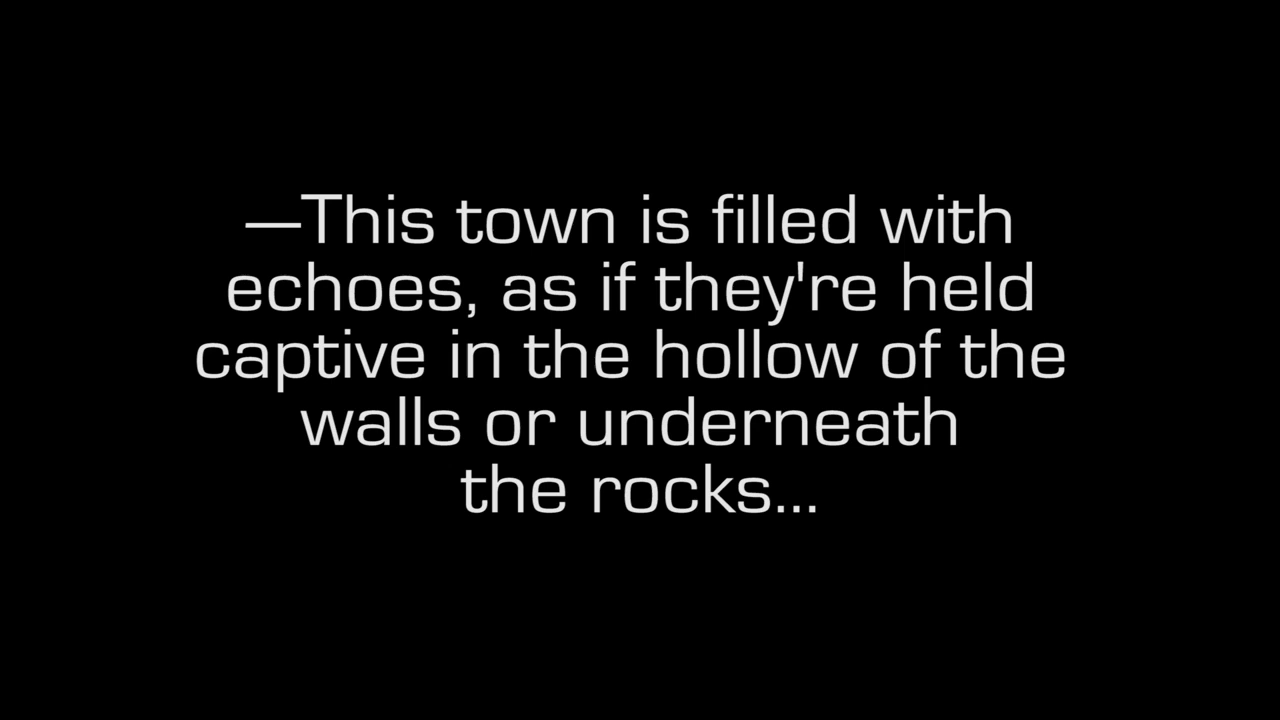 —This town is filled with
echoes, as if they're held
captive in the hollow of the
walls or underneath
the rocks...